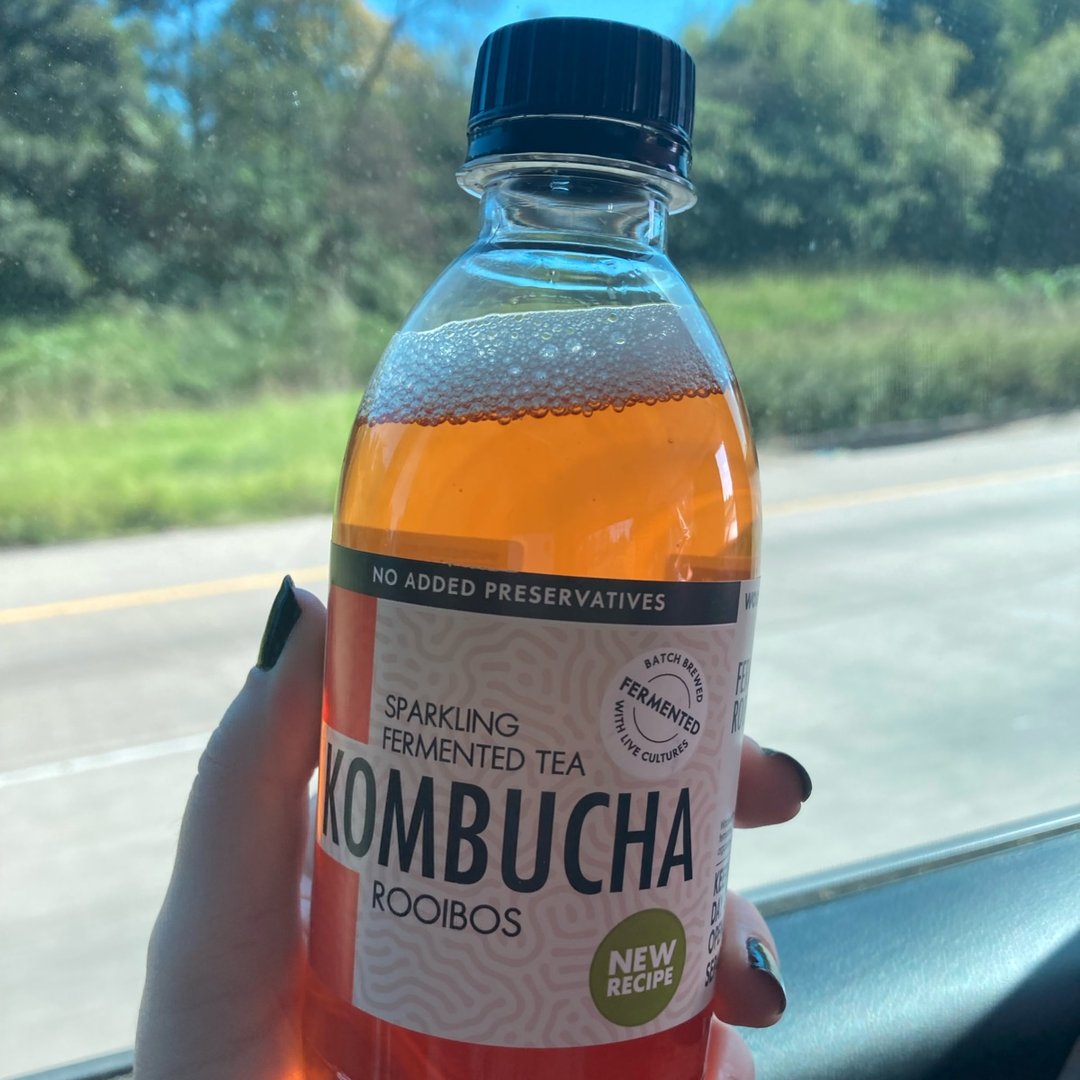 NO ADDED PRESERVATIVES
BATCH BREWED
FERMENTED
WITH LIVE CULTURES
SPARKLING
FERMENTED TEA
KOMBUCHA
ROOIBOS
NEW
RECIPE